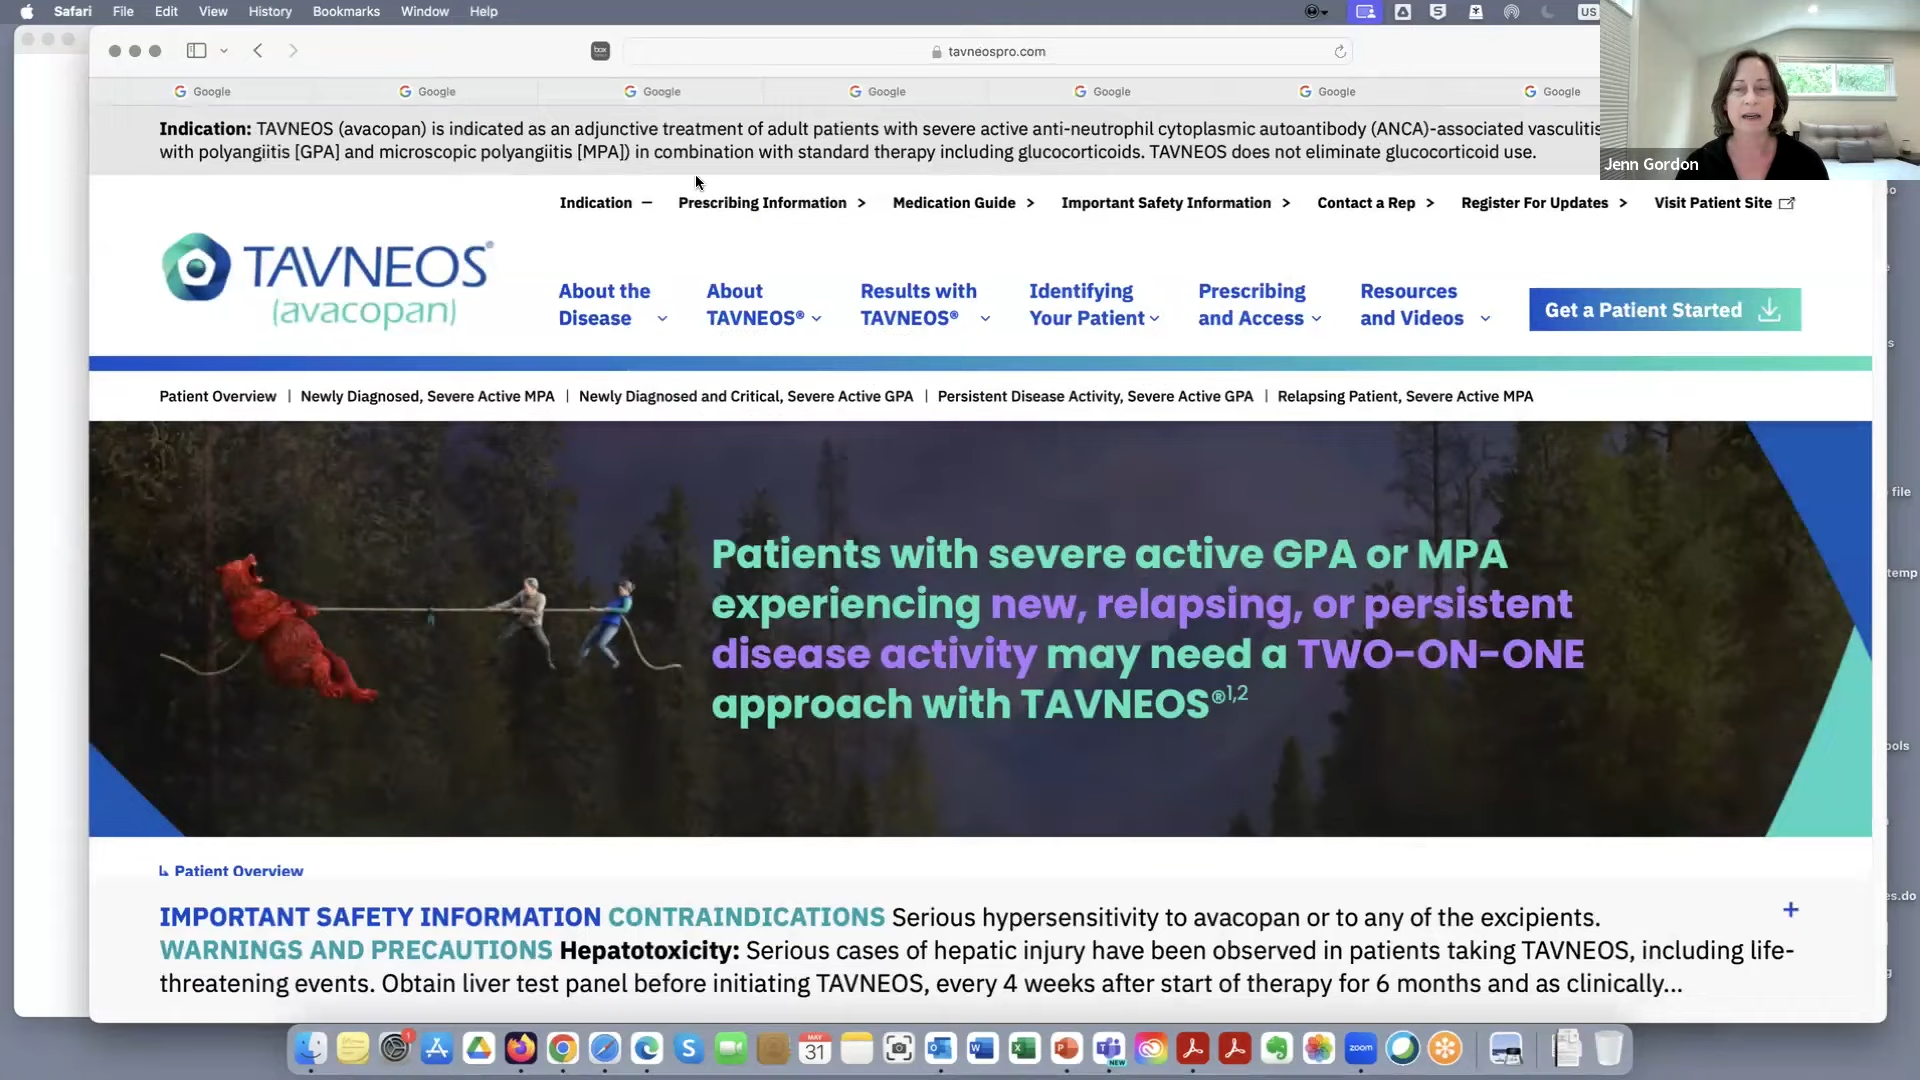 Safari File Edit View History Bookmarks Window Help US
tavneospro.com
Google Google Google Google Google Google Google
Indication: TAVNEOS (avacopan) is indicated as an adjunctive treatment of adult patients with severe active anti-neutrophil cytoplasmic autoantibody (ANCA)-associated vasculitis
with polyangiitis [GPA] and microscopic polyangiitis [MPA]) in combination with standard therapy including glucocorticoids. TAVNEOS does not eliminate glucocorticoid use.
Jenn Gordon
Indication Prescribing Information > Medication Guide > Important Safety Information > Contact a Rep > Register For Updates > Visit Patient Site
TAVNEOS®
(avacopan)
About the Disease
About TAVNEOS®
Results with TAVNEOS®
Identifying Your Patient
Prescribing and Access
Resources and Videos
Get a Patient Started
Patient Overview | Newly Diagnosed, Severe Active MPA | Newly Diagnosed and Critical, Severe Active GPA | Persistent Disease Activity, Severe Active GPA | Relapsing Patient, Severe Active MPA
Patients with severe active GPA or MPA
experiencing new, relapsing, or persistent
disease activity may need a TWO-ON-ONE
approach with TAVNEOS®1,2
Patient Overview
IMPORTANT SAFETY INFORMATION CONTRAINDICATIONS Serious hypersensitivity to avacopan or to any of the excipients.
WARNINGS AND PRECAUTIONS Hepatotoxicity: Serious cases of hepatic injury have been observed in patients taking TAVNEOS, including life-
threatening events. Obtain liver test panel before initiating TAVNEOS, every 4 weeks after start of therapy for 6 months and as clinically...
file
temp
MAY
31
NEW
zoom